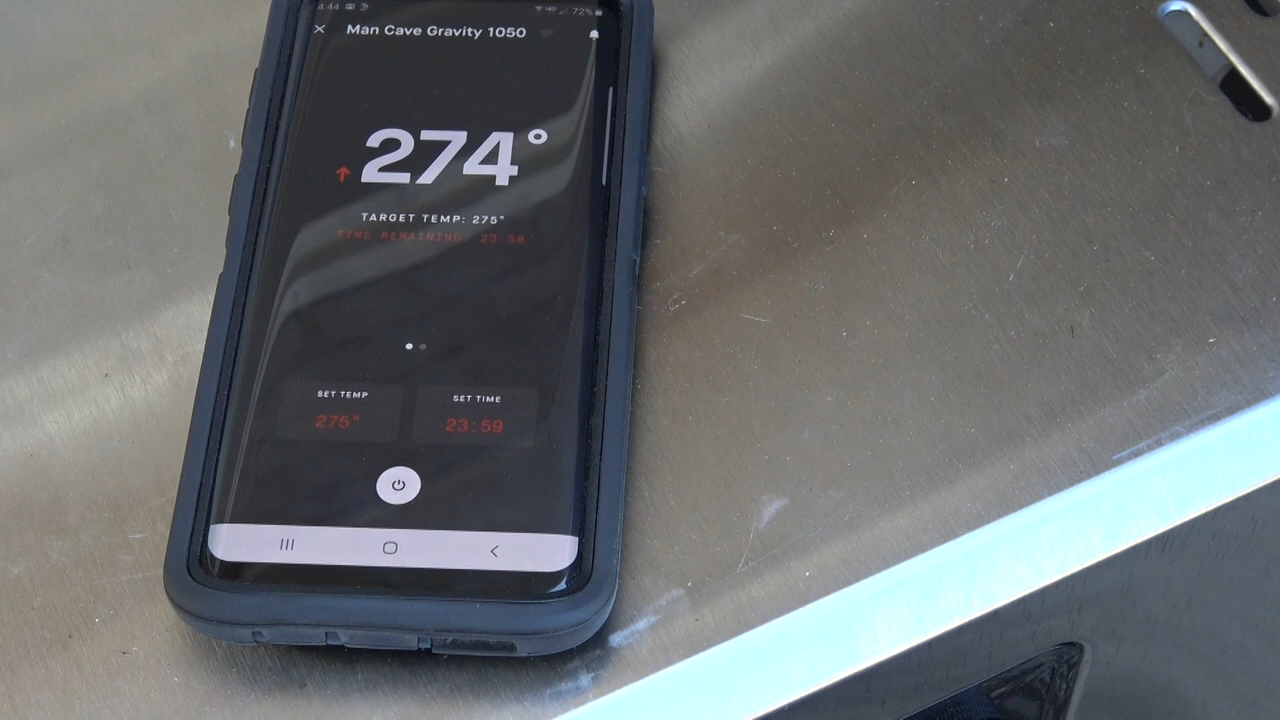 4:44 72%
Man Cave Gravity 1050
274°
TARGET TEMP: 275°
TIME REMAINING: 23:58
SET TEMP SET TIME
275° 23:59